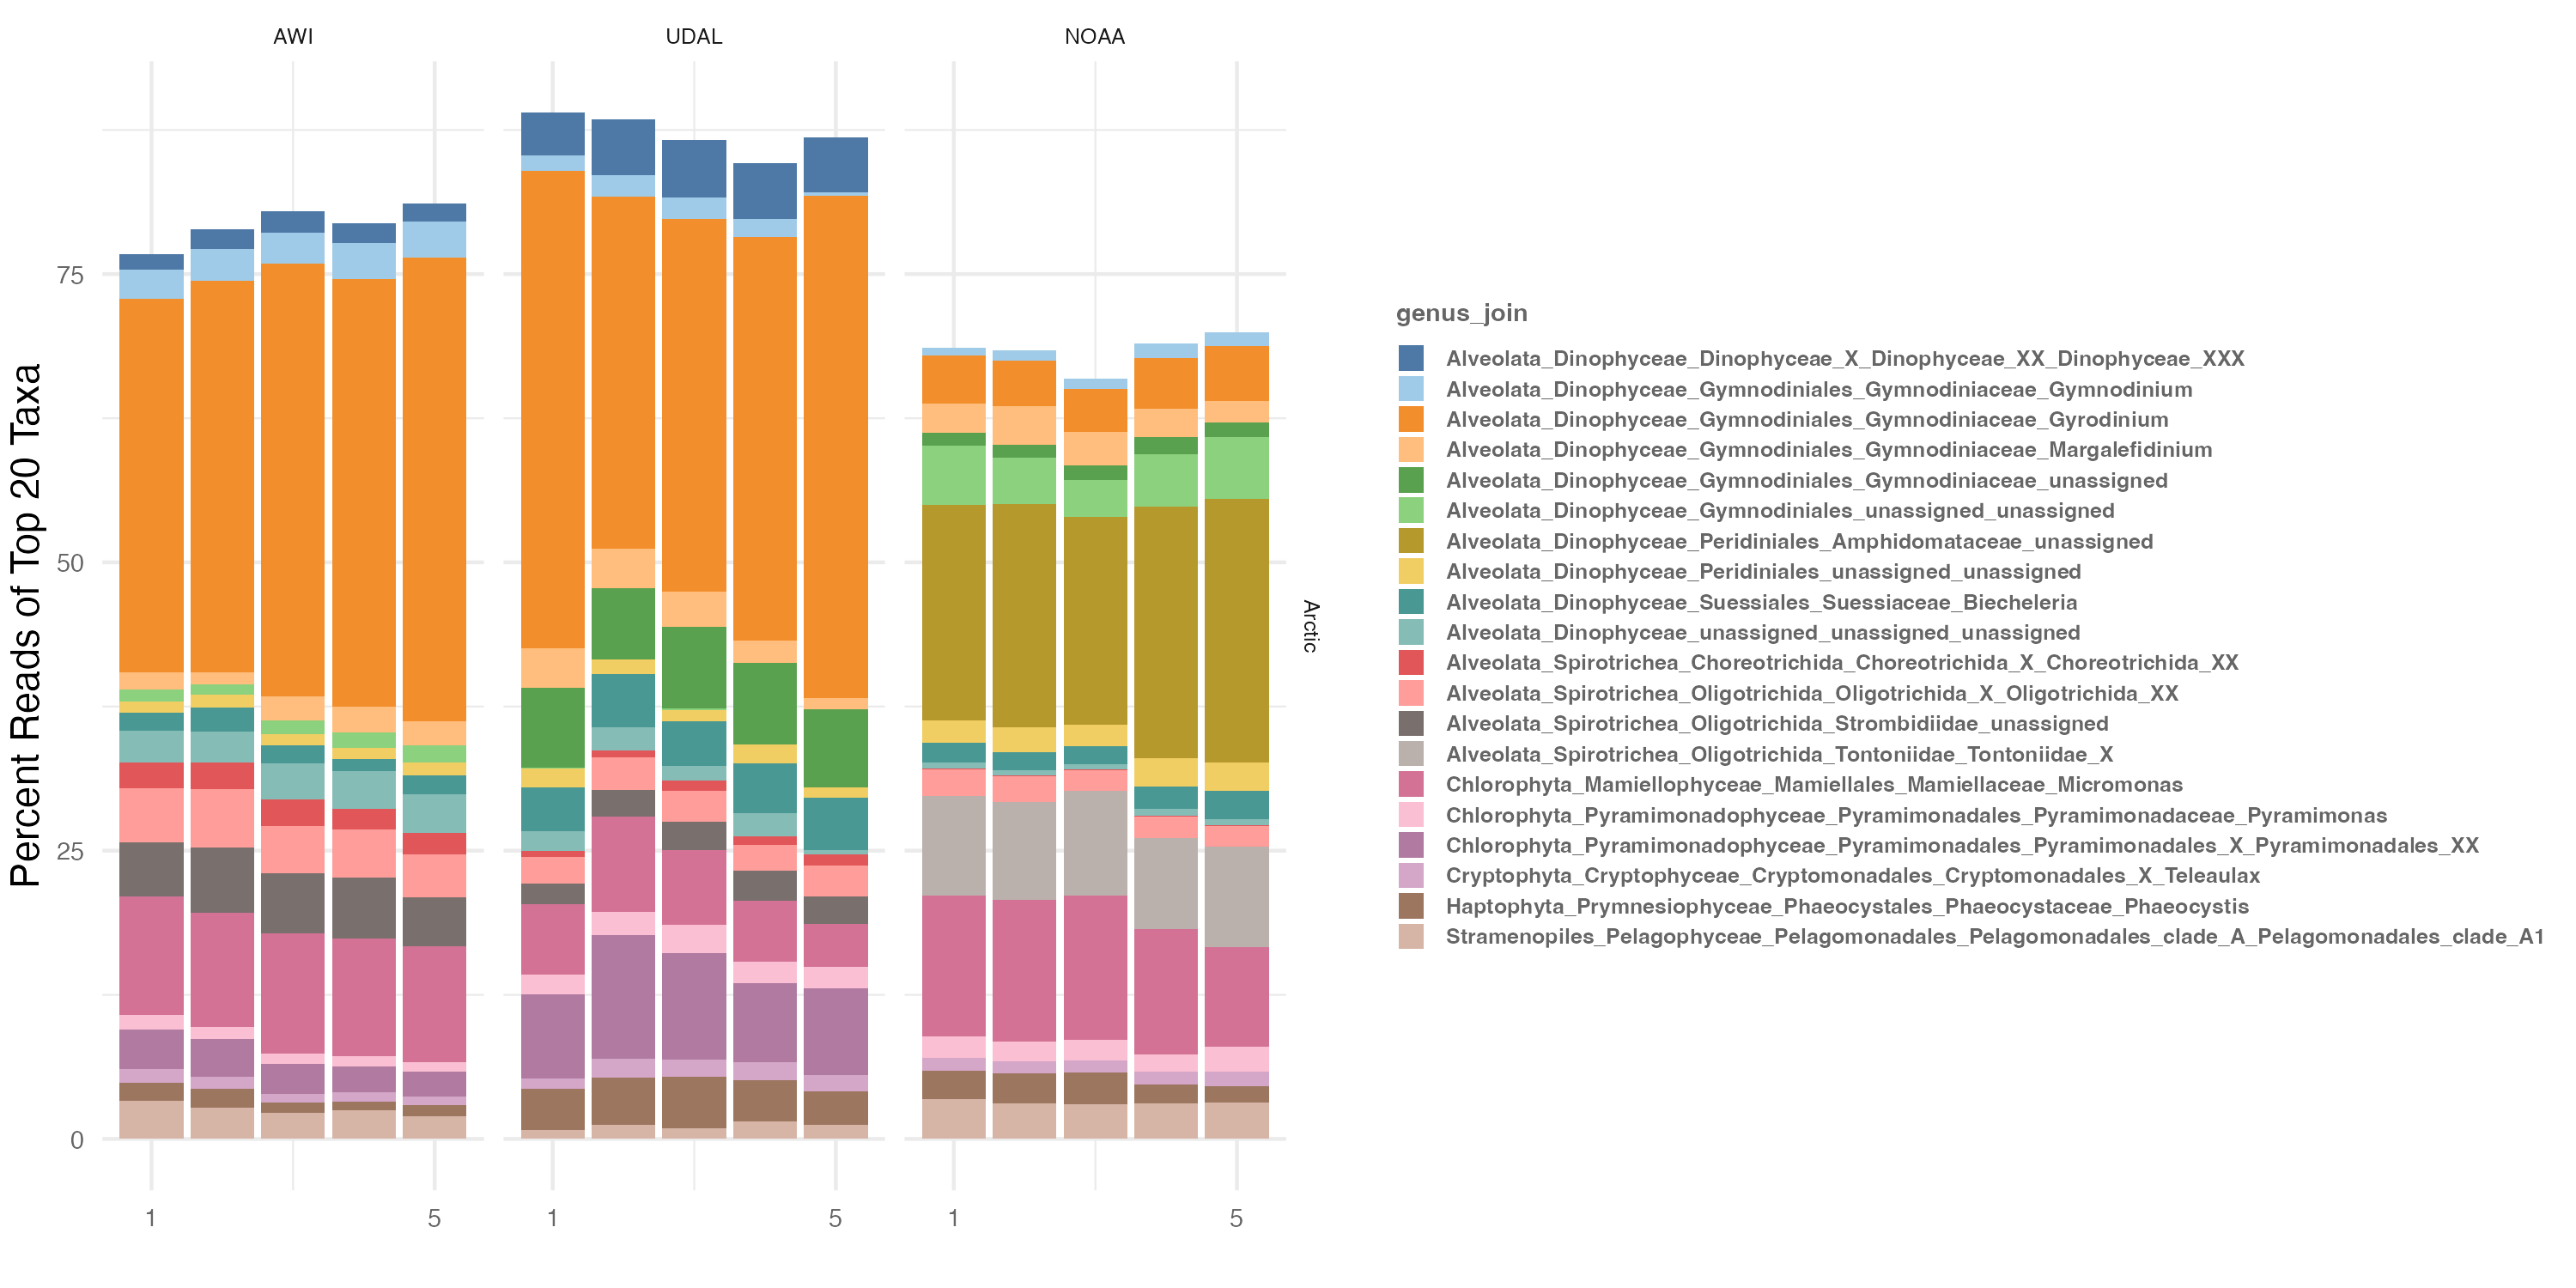 AWI
UDAL
NOAA
Percent Reads of Top 20 Taxa
75
50
25
0
1
5
1
5
1
5
Arctic
genus_join
Alveolata_Dinophyceae_Dinophyceae_X_Dinophyceae_XX_Dinophyceae_XXX
Alveolata_Dinophyceae_Gymnodiniales_Gymnodiniaceae_Gymnodinium
Alveolata_Dinophyceae_Gymnodiniales_Gymnodiniaceae_Gyrodinium
Alveolata_Dinophyceae_Gymnodiniales_Gymnodiniaceae_Margalefidinium
Alveolata_Dinophyceae_Gymnodiniales_Gymnodiniaceae_unassigned
Alveolata_Dinophyceae_Gymnodiniales_unassigned_unassigned
Alveolata_Dinophyceae_Peridiniales_Amphidomataceae_unassigned
Alveolata_Dinophyceae_Peridiniales_unassigned_unassigned
Alveolata_Dinophyceae_Suessiales_Suessiaceae_Biecheleria
Alveolata_Dinophyceae_unassigned_unassigned_unassigned
Alveolata_Spirotrichea_Choreotrichida_Choreotrichida_X_Choreotrichida_XX
Alveolata_Spirotrichea_Oligotrichida_Oligotrichida_X_Oligotrichida_XX
Alveolata_Spirotrichea_Oligotrichida_Strombidiidae_unassigned
Alveolata_Spirotrichea_Oligotrichida_Tontoniidae_Tontoniidae_X
Chlorophyta_Mamiellophyceae_Mamiellales_Mamiellaceae_Micromonas
Chlorophyta_Pyramimonadophyceae_Pyramimonadales_Pyramimonadaceae_Pyramimonas
Chlorophyta_Pyramimonadophyceae_Pyramimonadales_Pyramimonadales_X_Pyramimonadales_XX
Cryptophyta_Cryptophyceae_Cryptomonadales_Cryptomonadales_X_Teleaulax
Haptophyta_Prymnesiophyceae_Phaeocystales_Phaeocystaceae_Phaeocystis
Stramenopiles_Pelagophyceae_Pelagomonadales_Pelagomonadales_clade_A_Pelagomonadales_clade_A1